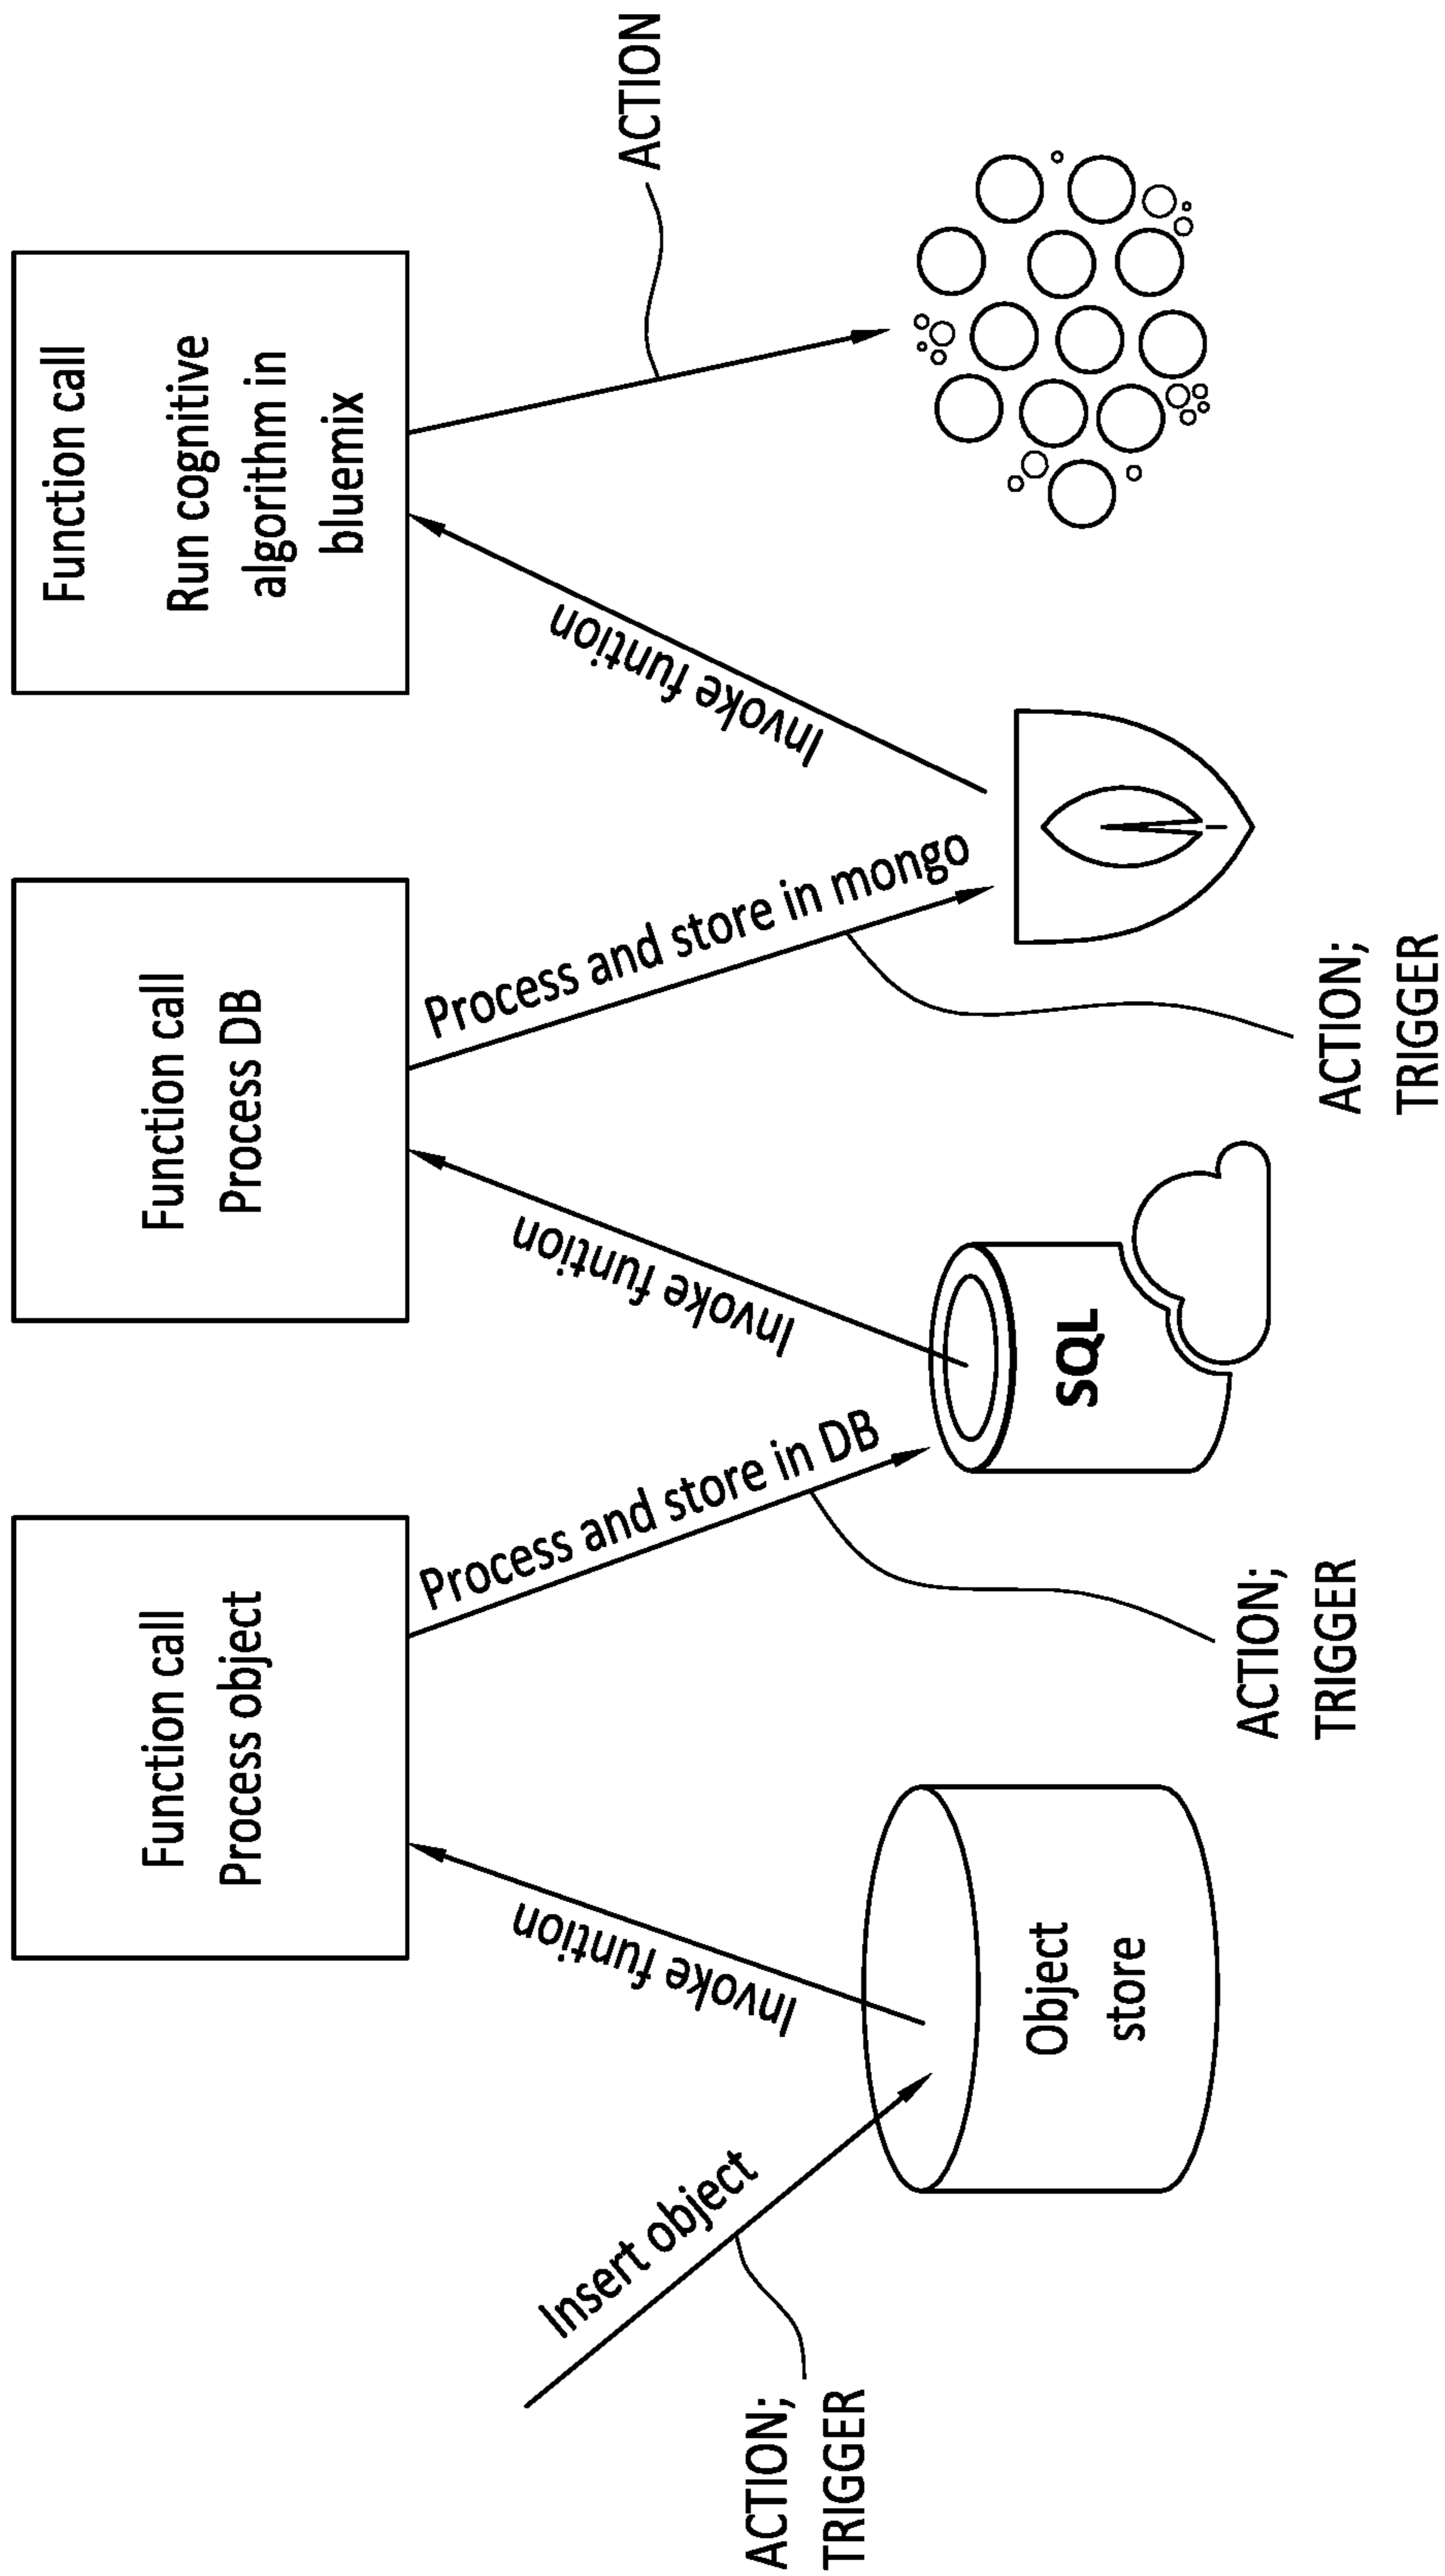 Function call
Process object
Function call
Process DB
Function call
Run cognitive
algorithm in
bluemix
Insert object
Invoke funtion
Process and store in DB
Invoke funtion
Process and store in mongo
Invoke funtion
ACTION
ACTION;
TRIGGER
Object
store
ACTION;
TRIGGER
SQL
ACTION;
TRIGGER